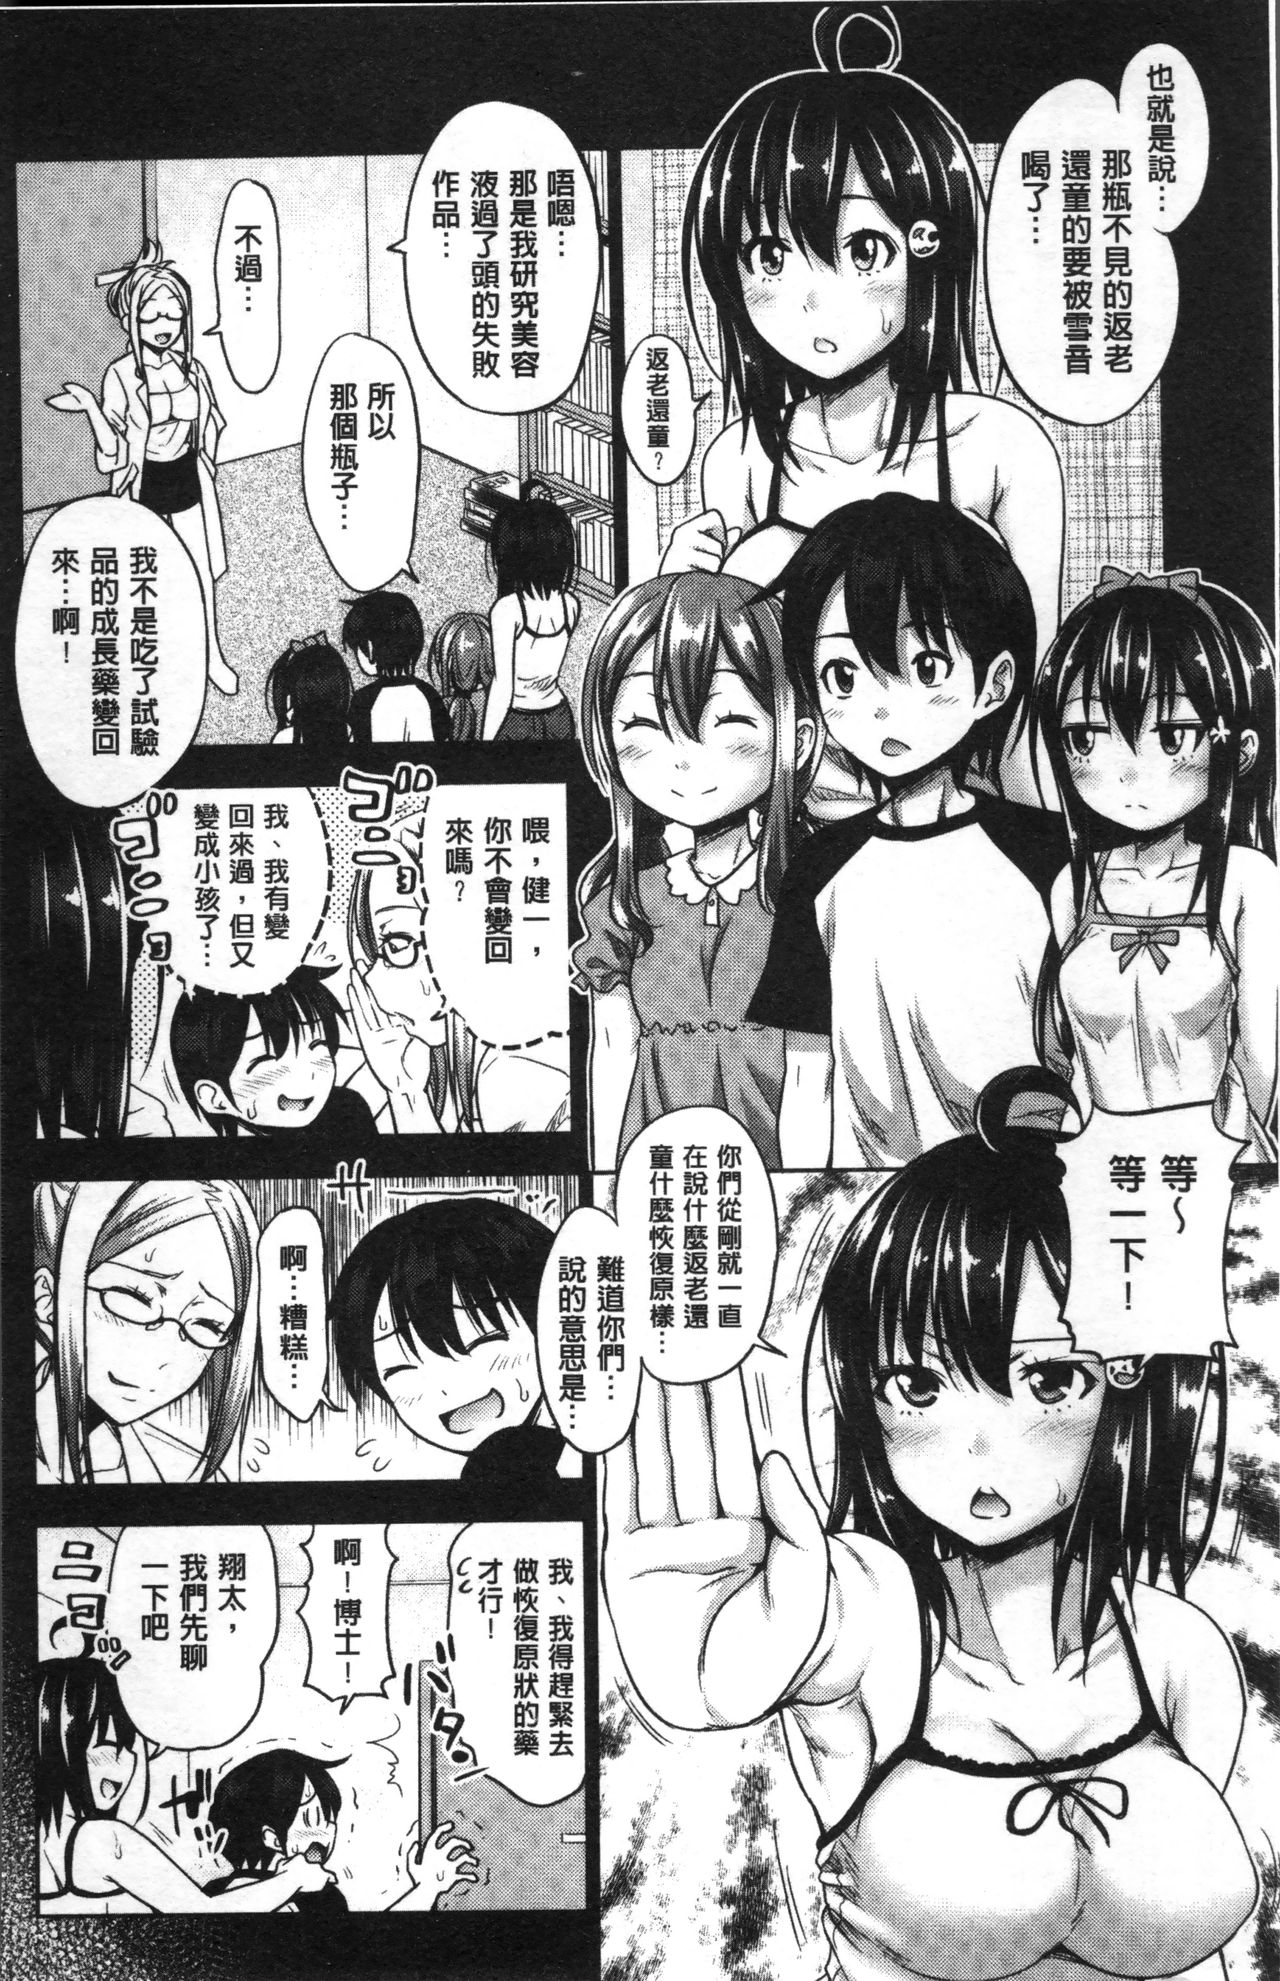 也就是說…
那瓶不見的返老
還童的要被雪音
喝了…
返老還童？
唔嗯…
那是我研究美容
液過了頭的失敗
作品…
所以
那個瓶子…
不過…
我不是吃了試驗
品的成長藥變回
來…啊！
喂，健一，
你不會變回
來嗎？
我、我有變
回來過，但又
變成小孩了…
ゴニョ
ゴニョ
等～
等一下！
你們從剛就一直
在說什麼返老還
童什麼恢復原樣…
難道你們…
說的意思是…
啊…糟糕…
我、我得趕緊去
做恢復原狀的藥
才行！
啊！博士！
翔太，
我們先聊
一下吧